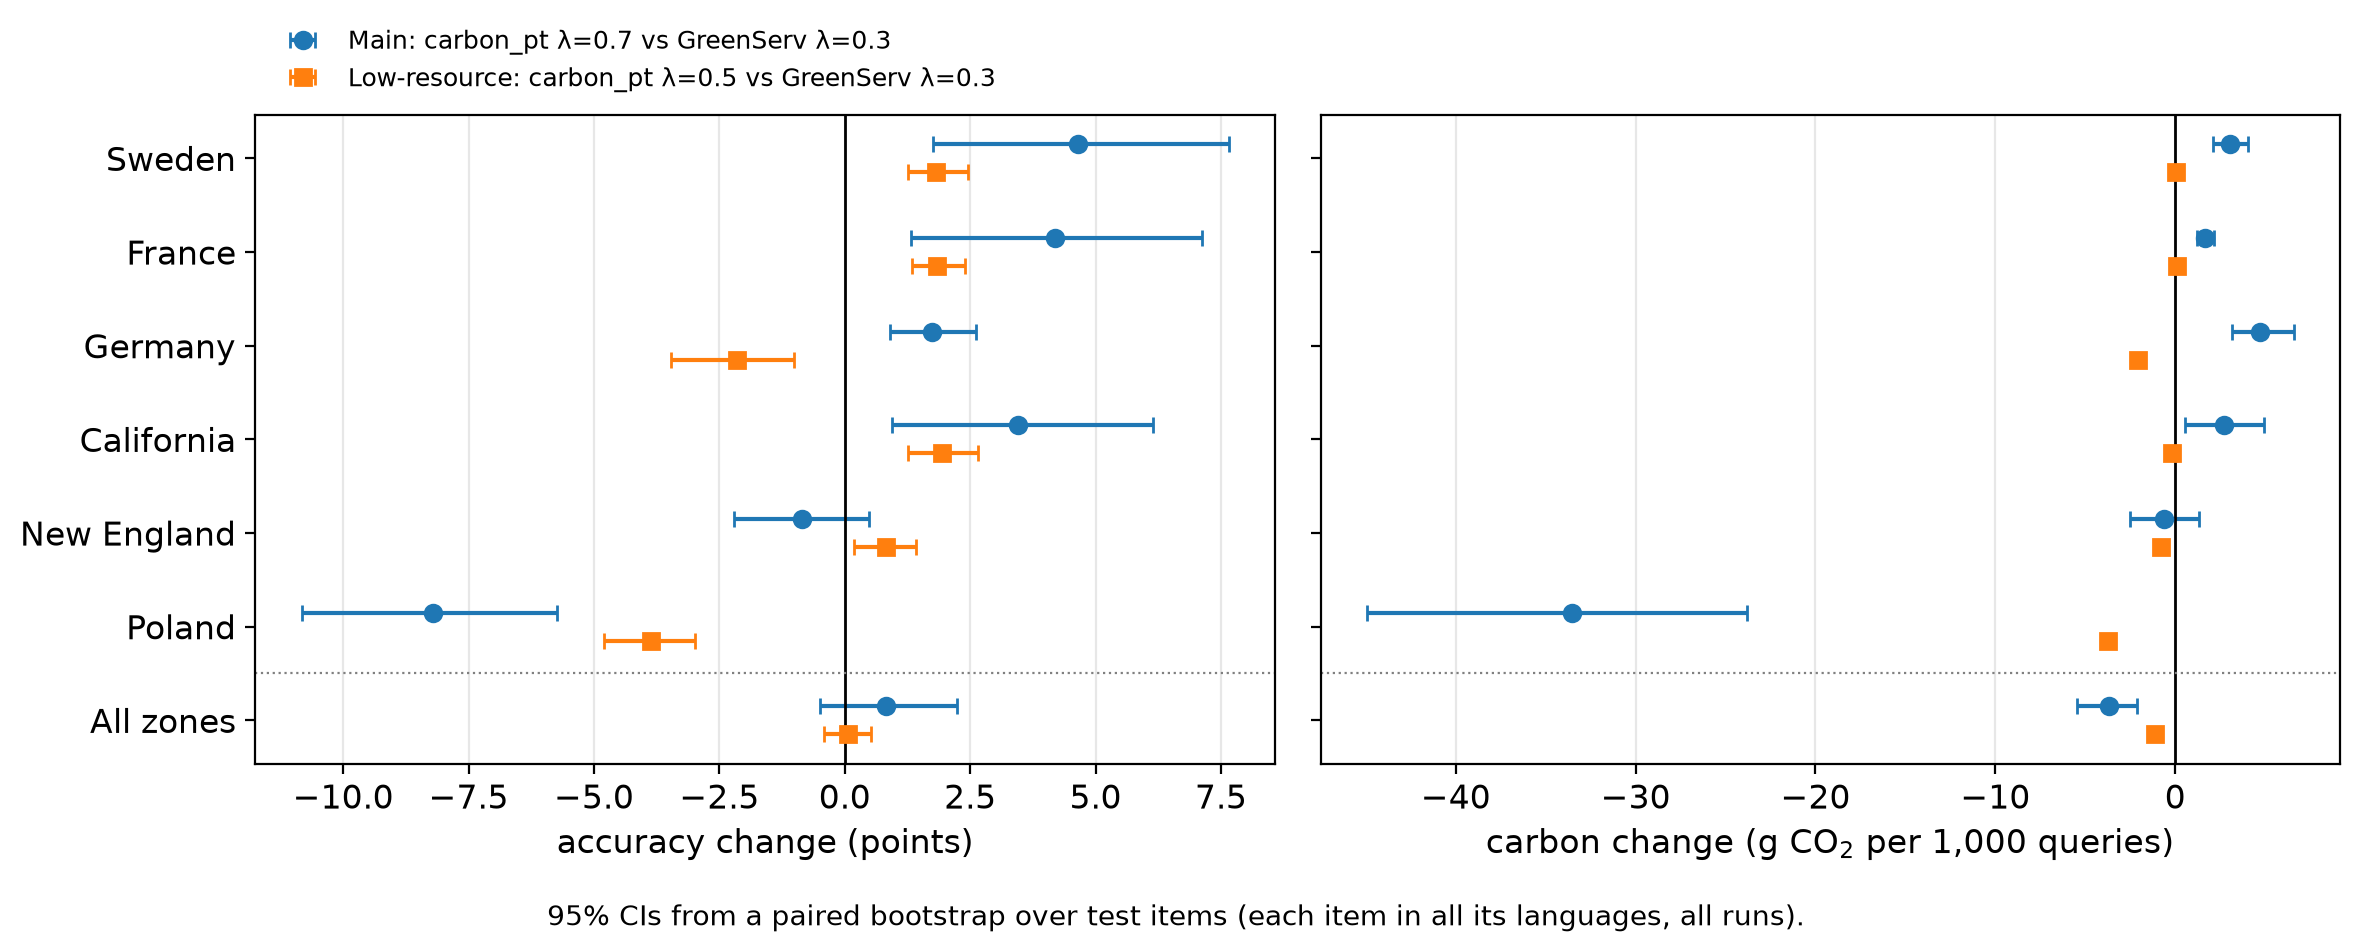 Main: carbon_pt λ=0.7 vs GreenServ λ=0.3
Low-resource: carbon_pt λ=0.5 vs GreenServ λ=0.3
Sweden
France
Germany
California
New England
Poland
All zones
−10.0 −7.5 −5.0 −2.5 0.0 2.5 5.0 7.5
accuracy change (points)
−40 −30 −20 −10 0
carbon change (g CO₂ per 1,000 queries)
95% CIs from a paired bootstrap over test items (each item in all its languages, all runs).